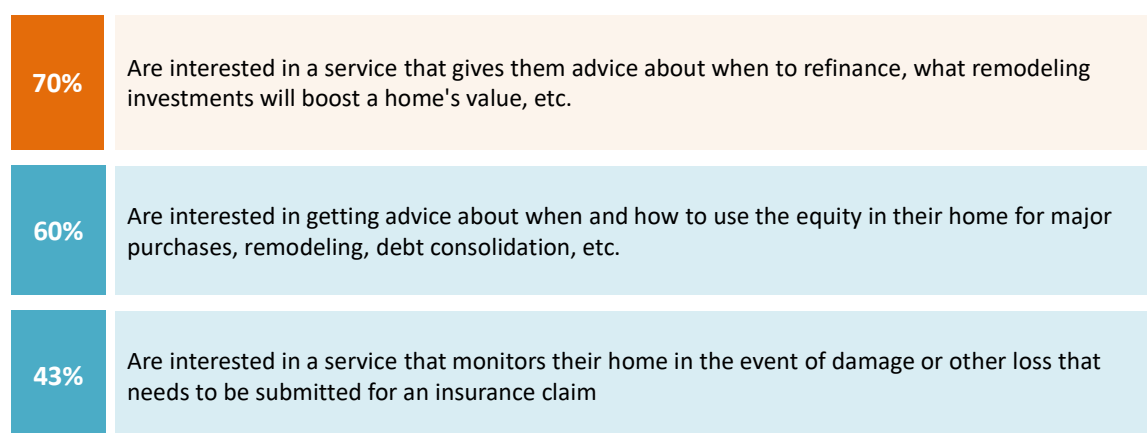 70%
Are interested in a service that gives them advice about when to refinance, what remodeling
investments will boost a home's value, etc.
60%
Are interested in getting advice about when and how to use the equity in their home for major
purchases, remodeling, debt consolidation, etc.
43%
Are interested in a service that monitors their home in the event of damage or other loss that
needs to be submitted for an insurance claim